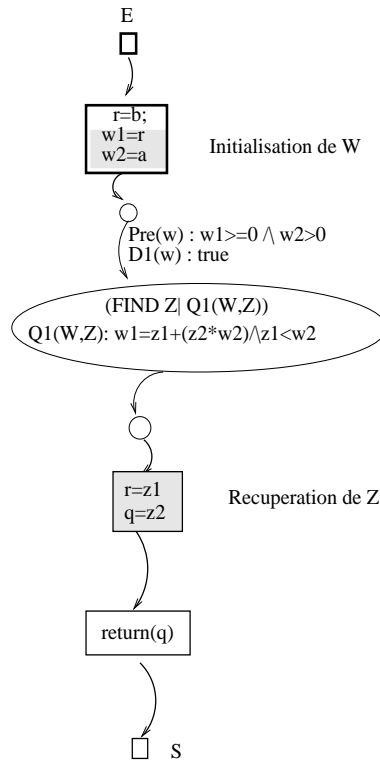 E
r=b;
w1=r
w2=a
Initialisation de W
Pre(w) : w1>=0 /\ w2>0
D1(w) : true
(FIND Z| Q1(W,Z))
Q1(W,Z): w1=z1+(z2*w2)/\z1<w2
r=z1
q=z2
Recuperation de Z
return(q)
S